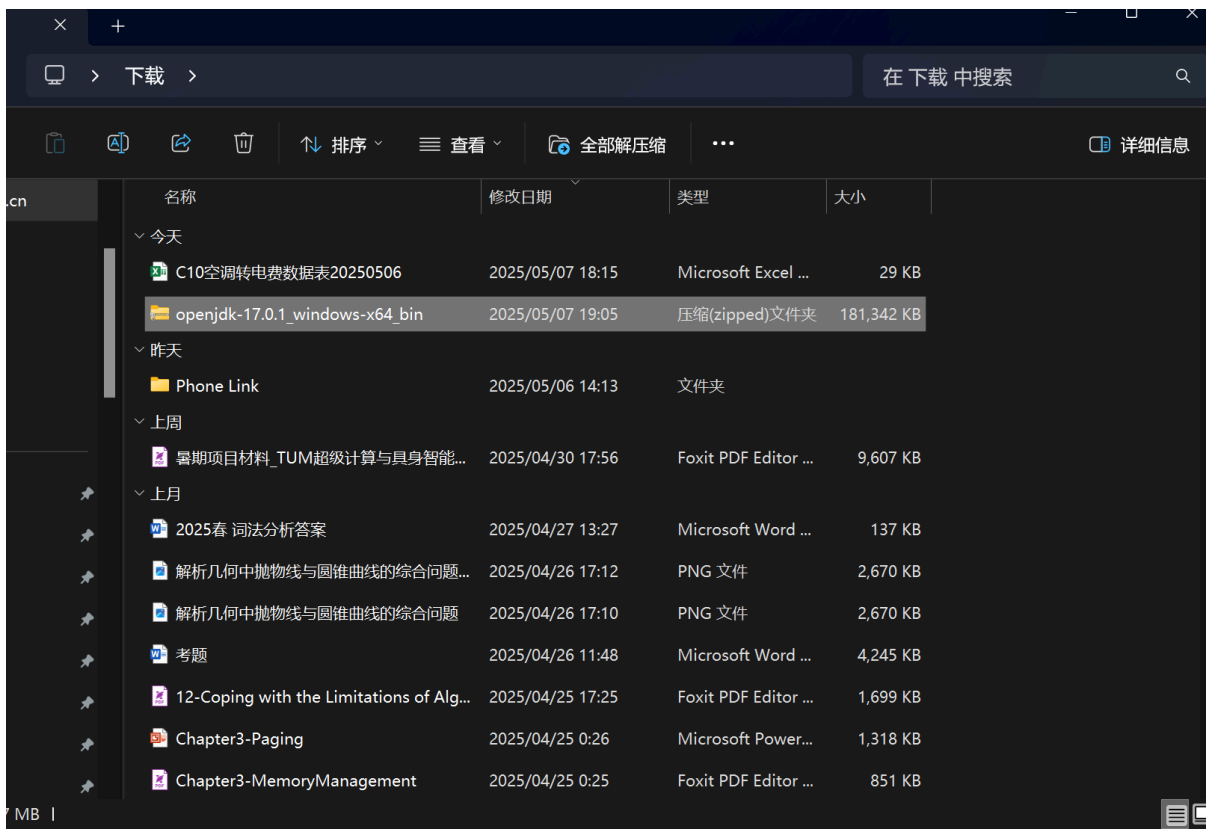 下载
在 下载 中搜索
排序 查看 全部解压缩 ... 详细信息
.cn
名称 修改日期 类型 大小
今天
C10空调转电费数据表20250506 2025/05/07 18:15 Microsoft Excel ... 29 KB
openjdk-17.0.1_windows-x64_bin 2025/05/07 19:05 压缩(zipped)文件夹 181,342 KB
昨天
Phone Link 2025/05/06 14:13 文件夹
上周
暑期项目材料_TUM超级计算与具身智能... 2025/04/30 17:56 Foxit PDF Editor ... 9,607 KB
上月
2025春 词法分析答案 2025/04/27 13:27 Microsoft Word ... 137 KB
解析几何中抛物线与圆锥曲线的综合问题... 2025/04/26 17:12 PNG 文件 2,670 KB
解析几何中抛物线与圆锥曲线的综合问题 2025/04/26 17:10 PNG 文件 2,670 KB
考题 2025/04/26 11:48 Microsoft Word ... 4,245 KB
12-Coping with the Limitations of Alg... 2025/04/25 17:25 Foxit PDF Editor ... 1,699 KB
Chapter3-Paging 2025/04/25 0:26 Microsoft Power... 1,318 KB
Chapter3-MemoryManagement 2025/04/25 0:25 Foxit PDF Editor ... 851 KB
MB